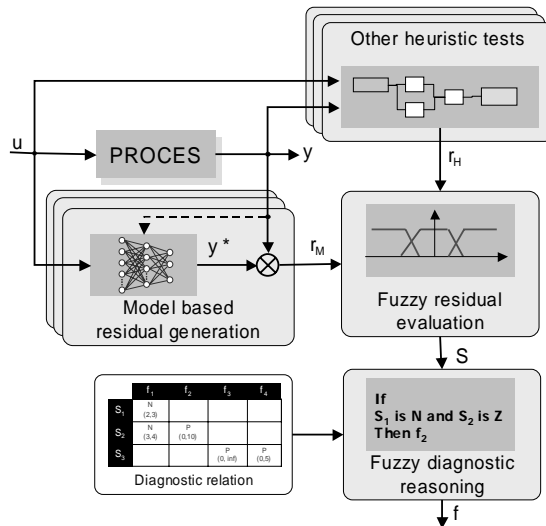 Other heuristic tests
u
PROCES
y
r_H
y *
r_M
Model based
residual generation
Fuzzy residual
evaluation
S
f_1 f_2 f_3 f_4
S_1 N (2,3)
S_2 N (3,4) P (0,10)
S_3 P (0, inf) P (0,5)
Diagnostic relation
If
S_1 is N and S_2 is Z
Then f_2
Fuzzy diagnostic
reasoning
f